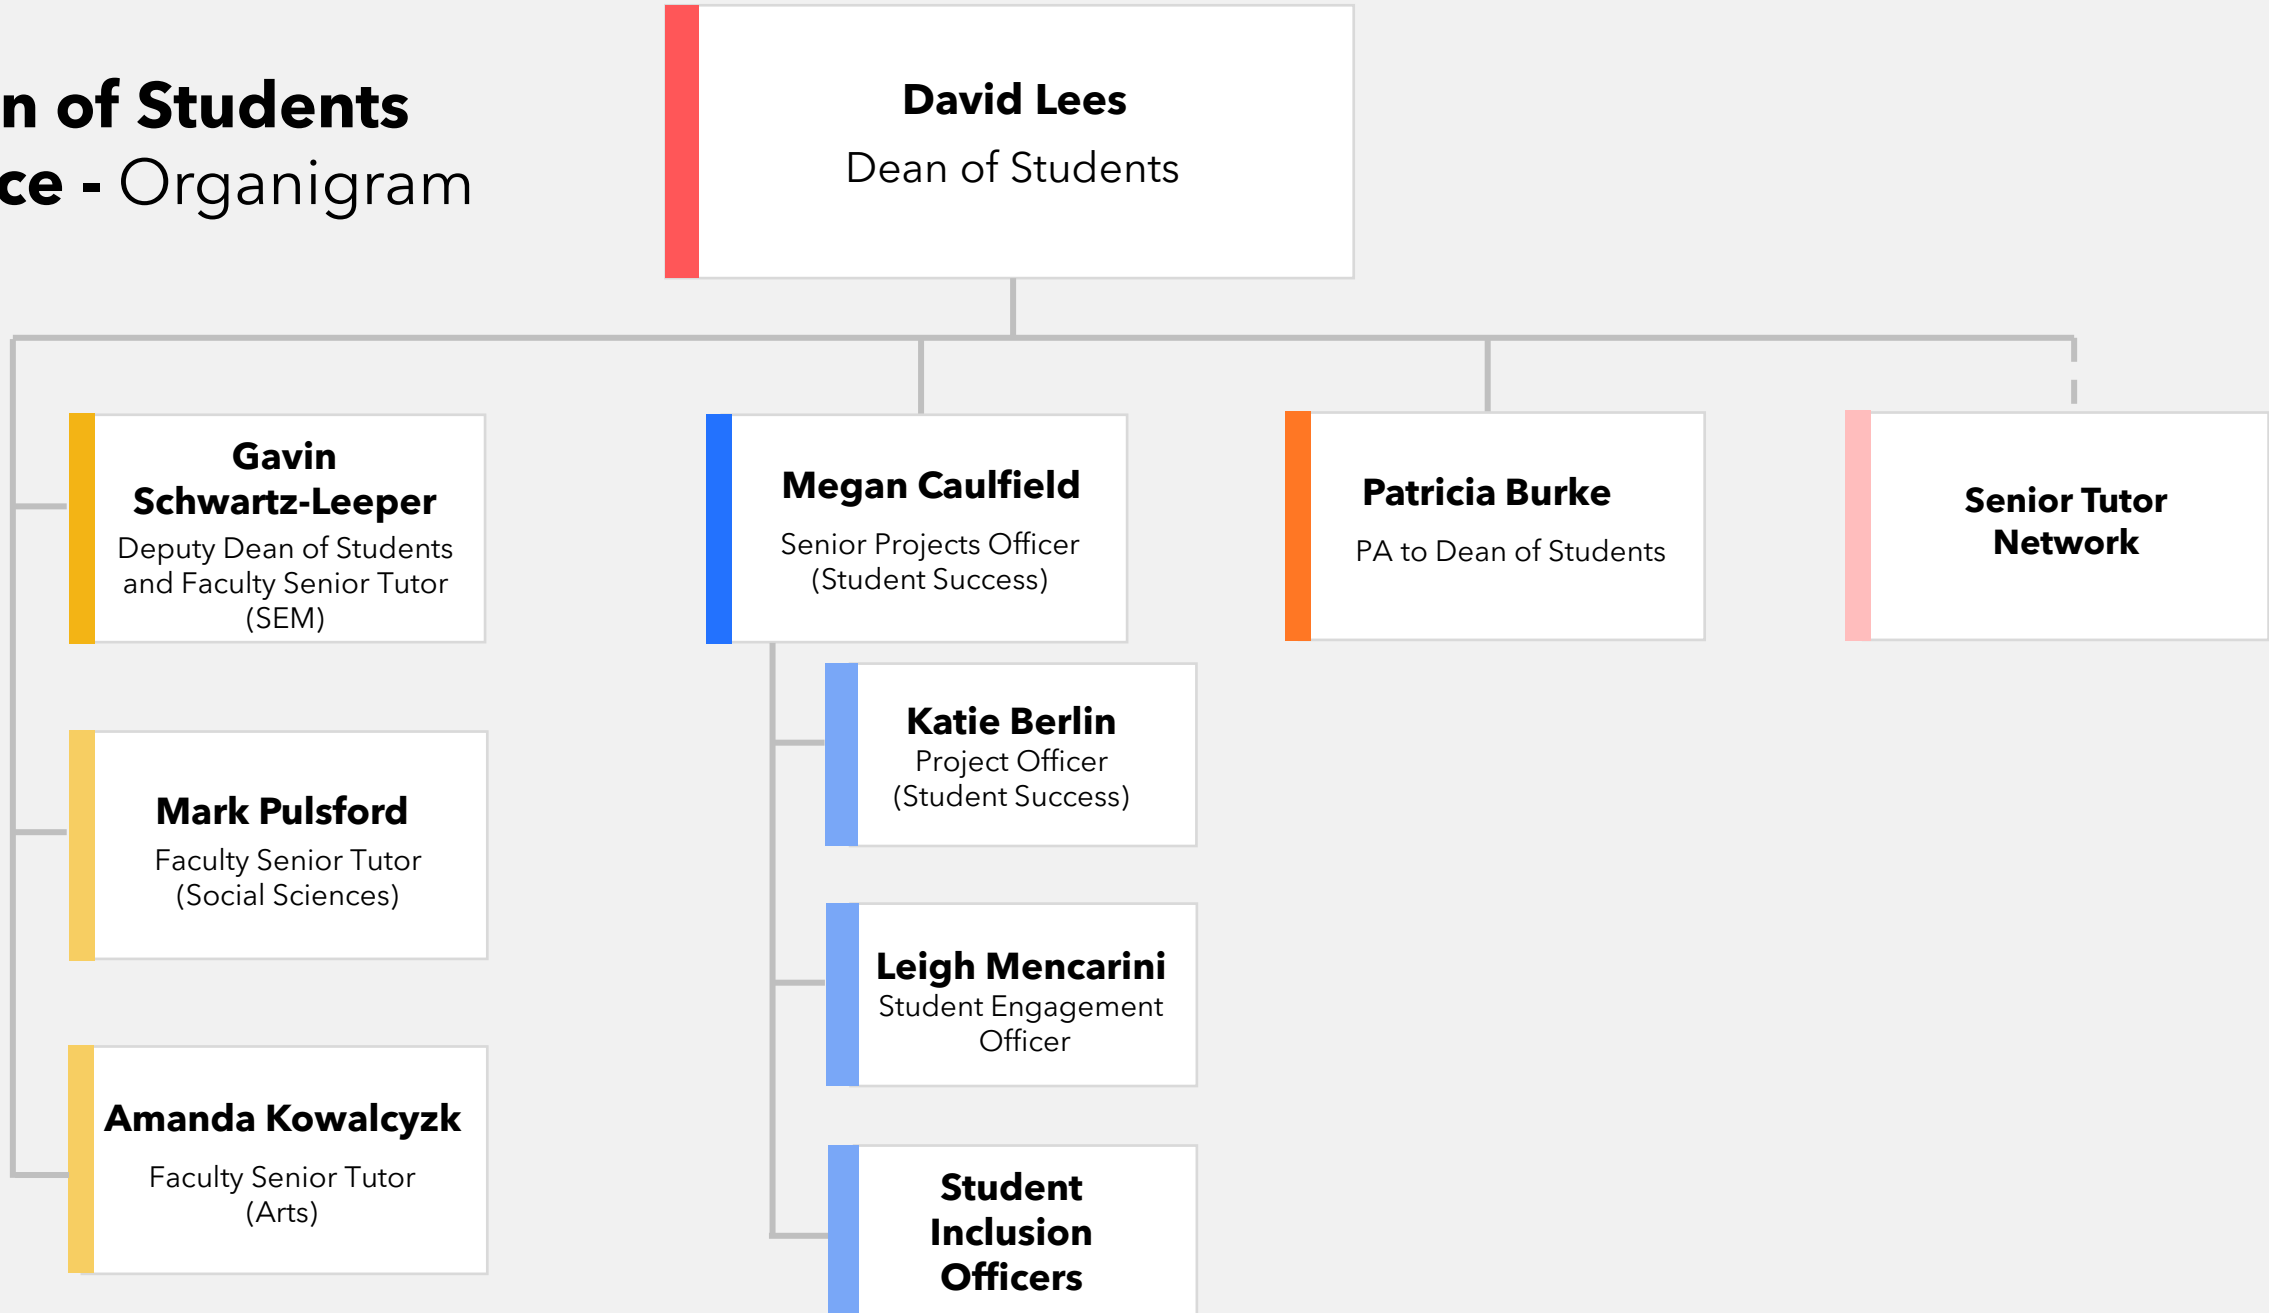 n of Students
ce - Organigram
David Lees
Dean of Students
Gavin
Schwartz-Leeper
Deputy Dean of Students
and Faculty Senior Tutor
(SEM)
Mark Pulsford
Faculty Senior Tutor
(Social Sciences)
Amanda Kowalcyzk
Faculty Senior Tutor
(Arts)
Megan Caulfield
Senior Projects Officer
(Student Success)
Katie Berlin
Project Officer
(Student Success)
Leigh Mencarini
Student Engagement
Officer
Student
Inclusion
Officers
Patricia Burke
PA to Dean of Students
Senior Tutor
Network